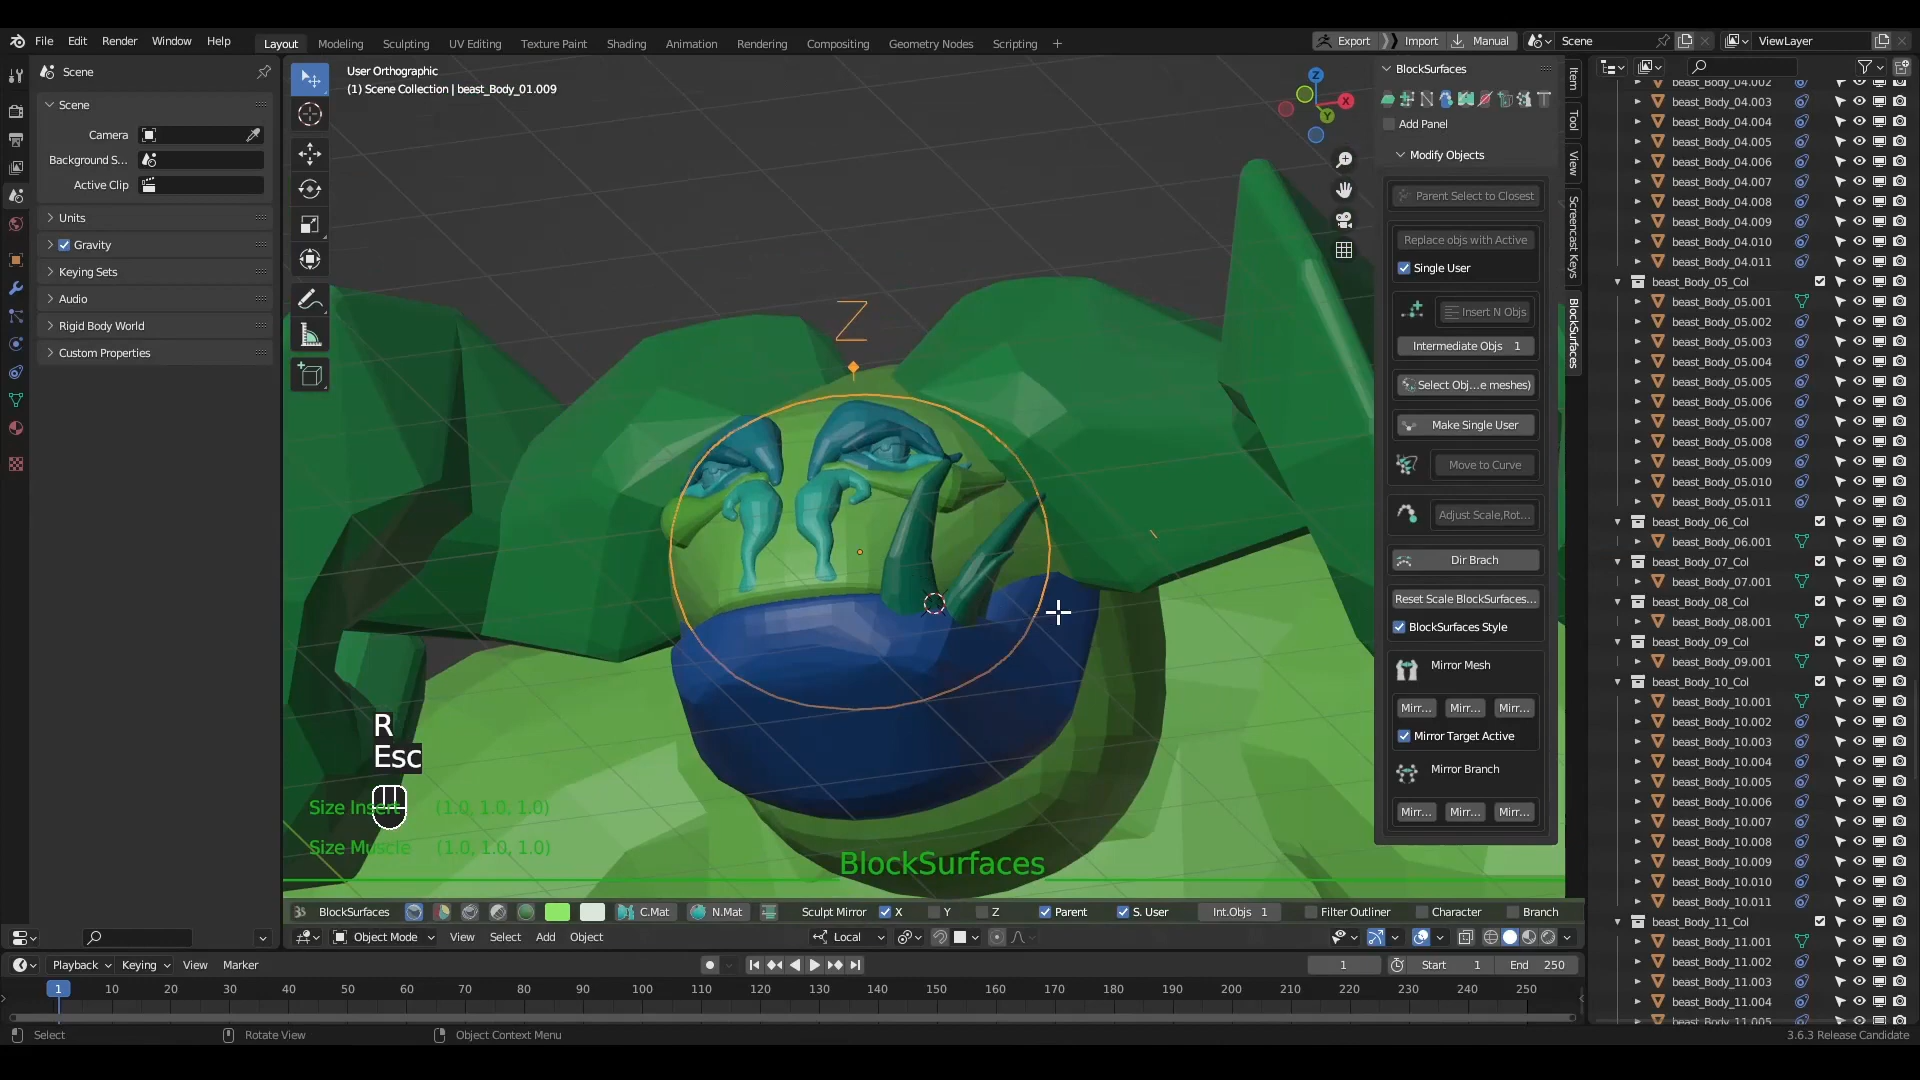 File Edit Render Window Help
Layout Modeling Sculpting UV Editing Texture Paint Shading Animation Rendering Compositing Geometry Nodes Scripting +
Export Import Manual
Scene
ViewLayer
Scene
Scene
Camera
Background S...
Active Clip
Units
Gravity
Keying Sets
Audio
Rigid Body World
Custom Properties
User Orthographic
(1) Scene Collection | beast_Body_01.009
Z
X
Y
Z
R
Esc
Size Insert (1.0, 1.0, 1.0)
Size Muscle (1.0, 1.0, 1.0)
BlockSurfaces
BlockSurfaces
Add Panel
Modify Objects
Parent Select to Closest
Replace objs with Active
Single User
Insert N Objs
Intermediate Objs 1
Select Obj...e meshes)
Make Single User
Move to Curve
Adjust Scale,Rot...
Dir Brach
Reset Scale BlockSurfaces...
BlockSurfaces Style
Mirror Mesh
Mirr... Mirr... Mirr...
Mirror Target Active
Mirror Branch
Mirr... Mirr... Mirr...
Item
Tool
View
Screencast Keys
BlockSurfaces
beast_Body_04.002
beast_Body_04.003
beast_Body_04.004
beast_Body_04.005
beast_Body_04.006
beast_Body_04.007
beast_Body_04.008
beast_Body_04.009
beast_Body_04.010
beast_Body_04.011
beast_Body_05_Col
beast_Body_05.001
beast_Body_05.002
beast_Body_05.003
beast_Body_05.004
beast_Body_05.005
beast_Body_05.006
beast_Body_05.007
beast_Body_05.008
beast_Body_05.009
beast_Body_05.010
beast_Body_05.011
beast_Body_06_Col
beast_Body_06.001
beast_Body_07_Col
beast_Body_07.001
beast_Body_08_Col
beast_Body_08.001
beast_Body_09_Col
beast_Body_09.001
beast_Body_10_Col
beast_Body_10.001
beast_Body_10.002
beast_Body_10.003
beast_Body_10.004
beast_Body_10.005
beast_Body_10.006
beast_Body_10.007
beast_Body_10.008
beast_Body_10.009
beast_Body_10.010
beast_Body_10.011
beast_Body_11_Col
beast_Body_11.001
beast_Body_11.002
beast_Body_11.003
beast_Body_11.004
beast_Body_11.005
BlockSurfaces C.Mat N.Mat Sculpt Mirror X Y Z Parent S. User Int.Objs 1 Filter Outliner Character Branch
Object Mode View Select Add Object Local
Playback Keying View Marker 1 Start 1 End 250
1 10 20 30 40 50 60 70 80 90 100 110 120 130 140 150 160 170 180 190 200 210 220 230 240 250
Select Rotate View Object Context Menu 3.6.3 Release Candidate